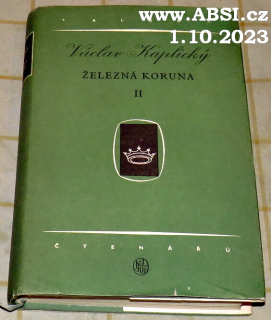 www.ABSI.cz
1.10.2023
Václav Kaplický
ŽELEZNÁ KORUNA
II
ČTENÁŘŮ